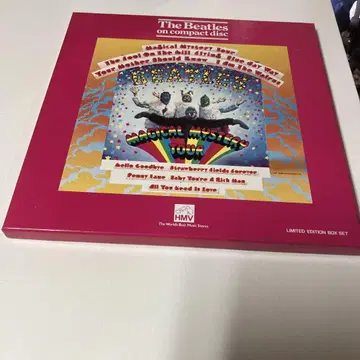 The Beatles
on compact disc
Magical Mystery Tour
The Fool On The Hill Flying Blue Jay Way
Your Mother Should Know I Am The Walrus
BEATLES
MAGICAL MYSTERY TOUR
Hello Goodbye Strawberry Fields Forever
Penny Lane Baby You're A Rich Man
All You Need Is Love
HMV
The World's Best Music Stores
LIMITED EDITION BOX SET